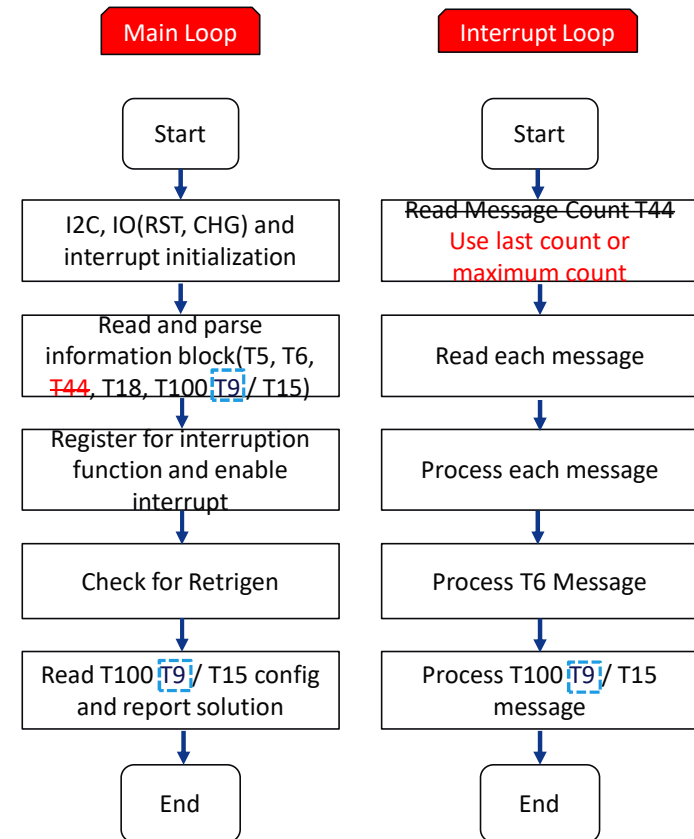 Main Loop
Start
I2C, IO(RST, CHG) and
interrupt initialization
Read and parse
information block(T5, T6,
T44, T18, T100 T9 / T15)
Register for interruption
function and enable
interrupt
Check for Retrigen
Read T100 T9 / T15 config
and report solution
End
Interrupt Loop
Start
Read Message Count T44
Use last count or
maximum count
Read each message
Process each message
Process T6 Message
Process T100 T9 / T15
message
End